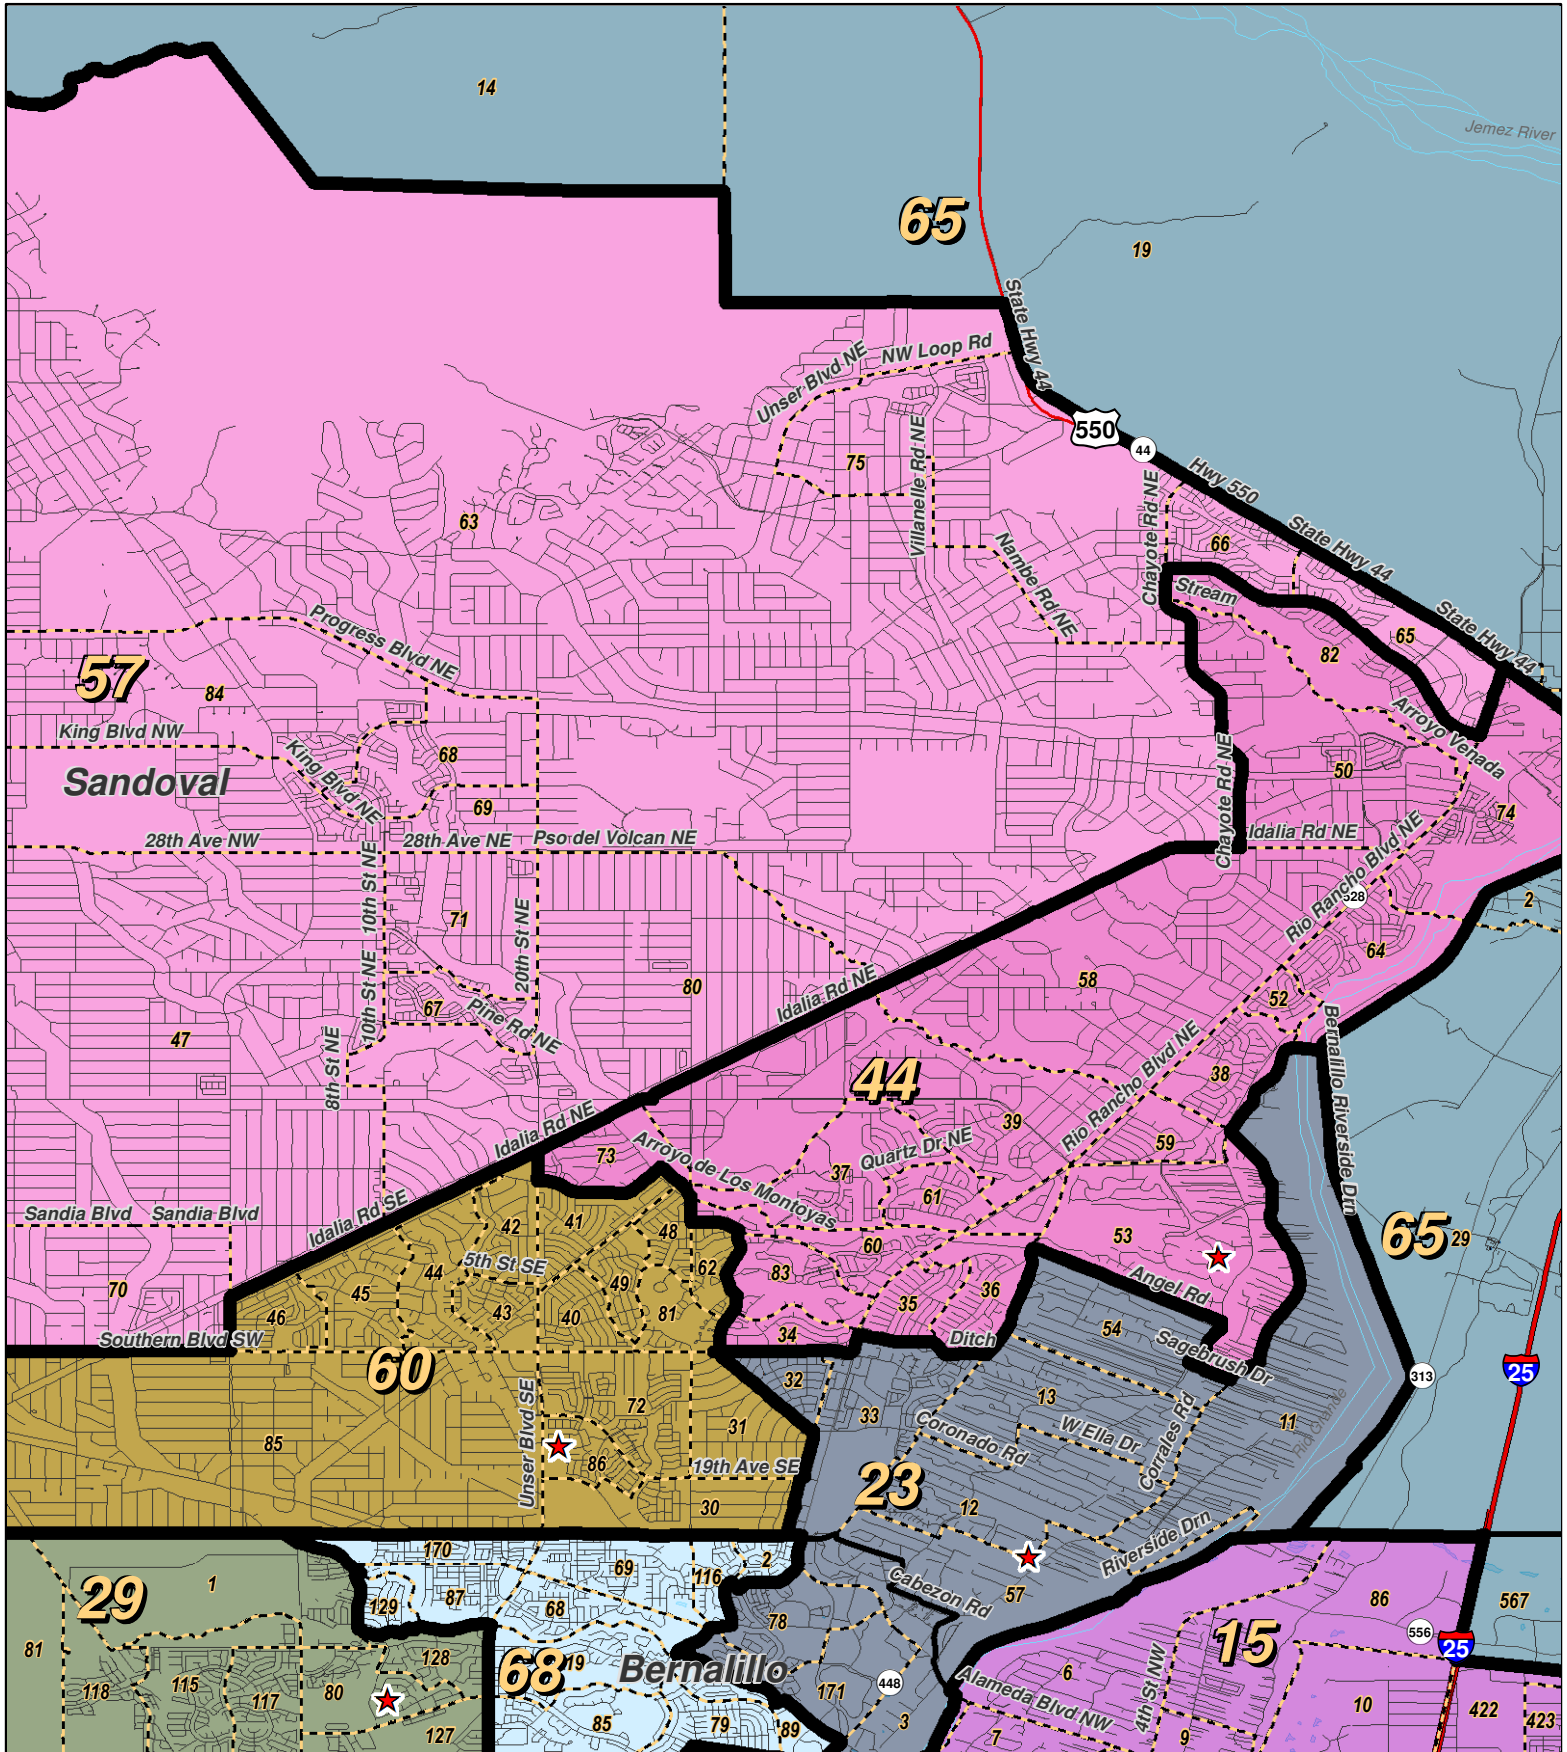 14
Jemez River
65
19
State Hwy 44
NW Loop Rd
Unser Blvd NE
550
44
Hwy 550
75
Villanelle Rd NE
Chayote Rd NE
63
State Hwy 44
66
Nambe Rd NE
Stream
Progress Blvd NE
State Hwy 44
65
82
57
84
Arroyo Venada
King Blvd NW
King Blvd NE
68
Chayote Rd NE
50
Sandoval
69
74
28th Ave NW
28th Ave NE
Pso del Volcan NE
Idalia Rd NE
10th St NE
Rio Rancho Blvd NE
528
2
71
20th St NE
64
Idalia Rd NE
58
80
52
67
Pine Rd NE
10th St NE
47
8th St NE
Bernalillo Riverside Drn
44
38
Rio Rancho Blvd NE
Idalia Rd NE
39
59
73
Arroyo de Los Montoyas
Quartz Dr NE
37
61
Sandia Blvd
Sandia Blvd
Idalia Rd SE
42
41
48
60
53
65
29
5th St SE
44
62
83
49
45
70
46
43
40
81
35
36
Angel Rd
34
Ditch
54
Southern Blvd SW
Sagebrush Dr
60
32
313
25
Unser Blvd SE
72
31
33
13
Coronado Rd
W Ella Dr
Corrales Rd
11
Rio Grande
85
86
19th Ave SE
23
30
12
Riverside Drn
170
69
2
116
Cabezon Rd
57
29
1
129
87
68
78
86
567
556
25
15
81
128
68
19
Bernalillo
118
115
117
80
171
448
6
Alameda Blvd NW
4th St NW
10
422
423
127
85
79
89
3
7
9